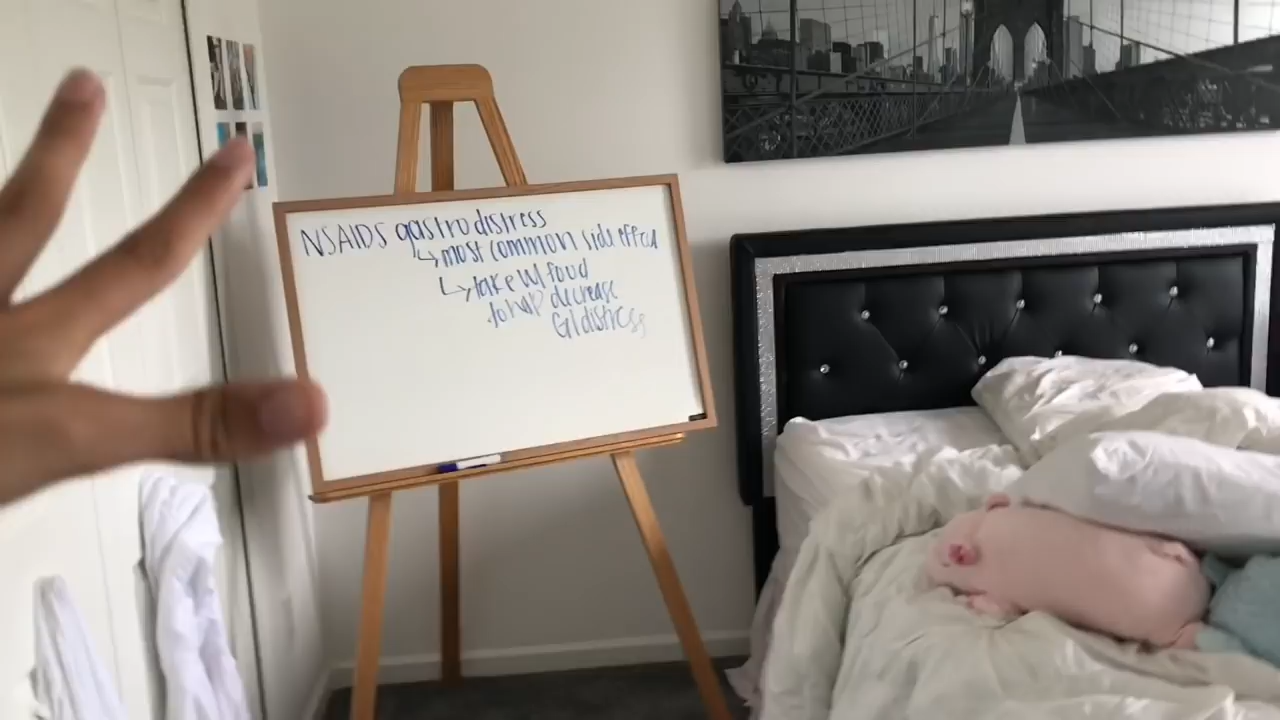 NSAIDS gastro distress
↳ most common side effect
↳ take w/ food
to help decrease
GI distress